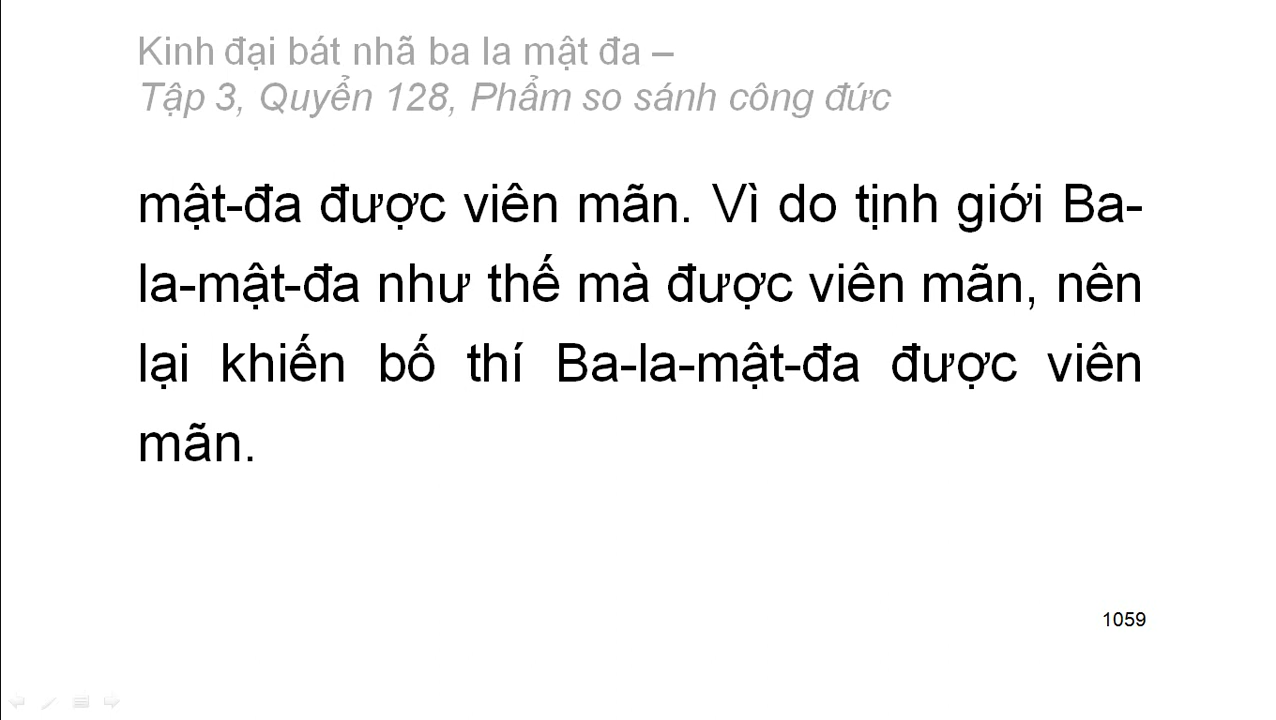 Kinh đại bát nhã ba la mật đa –
Tập 3, Quyển 128, Phẩm so sánh công đức
mật-đa được viên mãn. Vì do tịnh giới Ba-
la-mật-đa như thế mà được viên mãn, nên
lại khiến bố thí Ba-la-mật-đa được viên
mãn.
1059